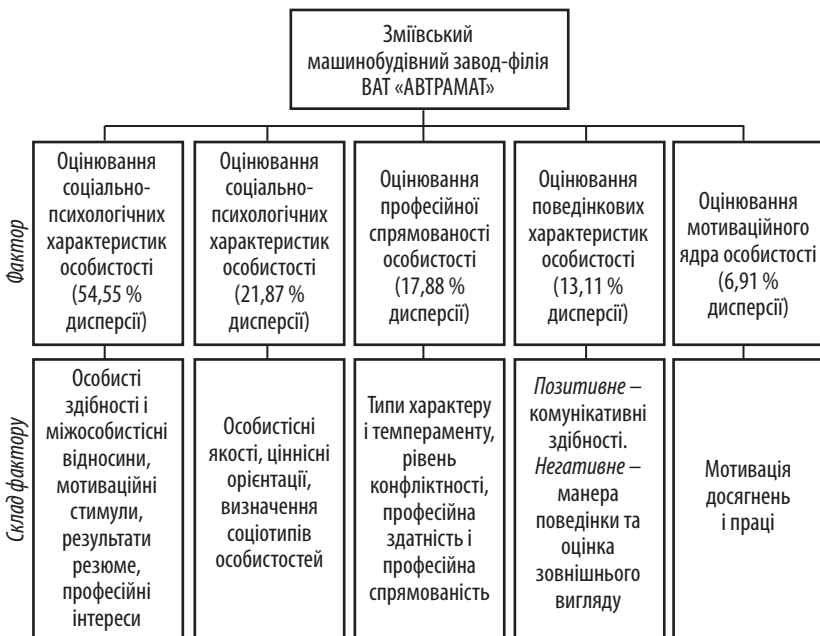 Зміївський
машинобудівний завод-філія
ВАТ «АВТРАМАТ»
Фактор
Оцінювання
соціально-
психологічних
характеристик
особистості
(54,55 %
дисперсії)
Оцінювання
соціально-
психологічних
характеристик
особистості
(21,87 %
дисперсії)
Оцінювання
професійної
спрямованості
особистості
(17,88 %
дисперсії)
Оцінювання
поведінкових
характеристик
особистості
(13,11 %
дисперсії)
Оцінювання
мотиваційного
ядра особистості
(6,91 %
дисперсії)
Склад фактору
Особисті
здібності і
міжособистісні
відносини,
мотиваційні
стимули,
результати
резюме,
професійні
інтереси
Особистісні
якості, ціннісні
орієнтації,
визначення
соціотипів
особистостей
Типи характеру
і темпераменту,
рівень
конфліктності,
професійна
здатність і
професійна
спрямованість
Позитивне –
комунікативні
здібності.
Негативне –
манера
поведінки та
оцінка
зовнішнього
вигляду
Мотивація
досягнень
і праці